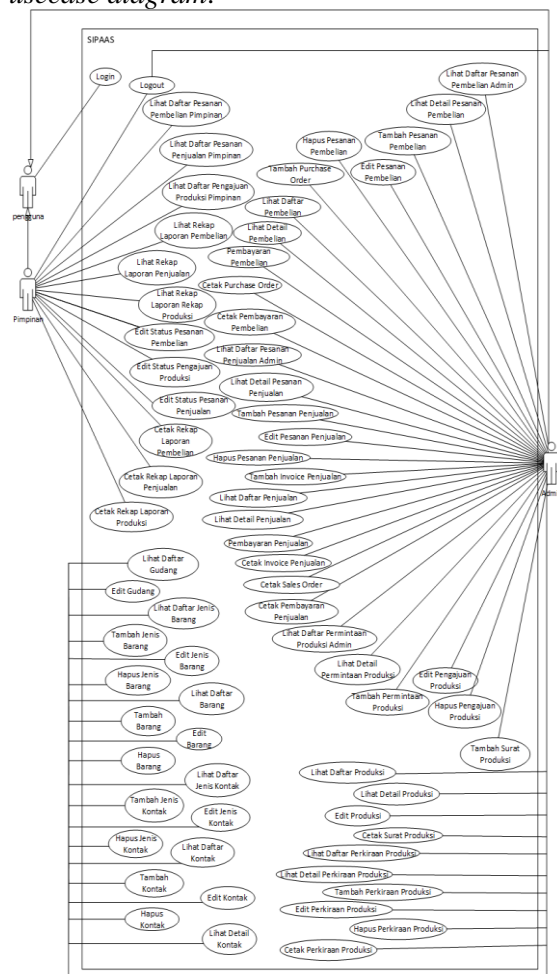 usecase diagram.
SIPAAS
Login
Logout
Lihat Daftar Pesanan
Pembelian Pimpinan
Lihat Daftar Pesanan
Penjualan Pimpinan
Lihat Daftar Pengajuan
Produksi Pimpinan
Lihat Rekap
Laporan Pembelian
Lihat Rekap
Laporan Penjualan
Lihat Rekap
Laporan Rekap
Produksi
Edit Status Pesanan
Pembelian
Edit Status Pengajuan
Produksi
Edit Status Pesanan
Penjualan
Cetak Rekap
Laporan
Pembelian
Cetak Rekap Laporan
Penjualan
Cetak Rekap Laporan
Produksi
pengguna
Pimpinan
Lihat Daftar Pesanan
Pembelian Admin
Lihat Detail Pesanan
Pembelian
Tambah Pesanan
Pembelian
Edit Pesanan
Pembelian
Hapus Pesanan
Pembelian
Tambah Purchase
Order
Lihat Daftar
Pembelian
Lihat Detail
Pembelian
Pembayaran
Pembelian
Cetak Purchase Order
Cetak Pembayaran
Pembelian
Lihat Daftar Pesanan
Penjualan Admin
Lihat Detail Pesanan
Penjualan
Tambah Pesanan Penjualan
Edit Pesanan Penjualan
Hapus Pesanan Penjualan
Tambah Invoice Penjualan
Lihat Daftar Penjualan
Lihat Detail Penjualan
Pembayaran Penjualan
Cetak Invoice Penjualan
Cetak Sales Order
Cetak Pembayaran
Penjualan
Lihat Daftar Permintaan
Produksi Admin
Lihat Detail
Permintaan Produksi
Tambah Permintaan
Produksi
Edit Pengajuan
Produksi
Hapus Pengajuan
Produksi
Tambah Surat
Produksi
Lihat Daftar
Gudang
Edit Gudang
Lihat Daftar Jenis
Barang
Tambah Jenis
Barang
Edit Jenis
Barang
Hapus Jenis
Barang
Lihat Daftar
Barang
Tambah
Barang
Edit
Barang
Hapus
Barang
Lihat Daftar
Jenis Kontak
Tambah Jenis
Kontak
Edit Jenis
Kontak
Hapus Jenis
Kontak
Lihat Daftar
Kontak
Tambah
Kontak
Edit Kontak
Hapus
Kontak
Lihat Detail
Kontak
Lihat Daftar Produksi
Lihat Detail Produksi
Edit Produksi
Cetak Surat Produksi
Lihat Daftar Perkiraan Produksi
Lihat Detail Perkiraan Produksi
Tambah Perkiraan Produksi
Edit Perkiraan Produksi
Hapus Perkiraan Produksi
Cetak Perkiraan Produksi